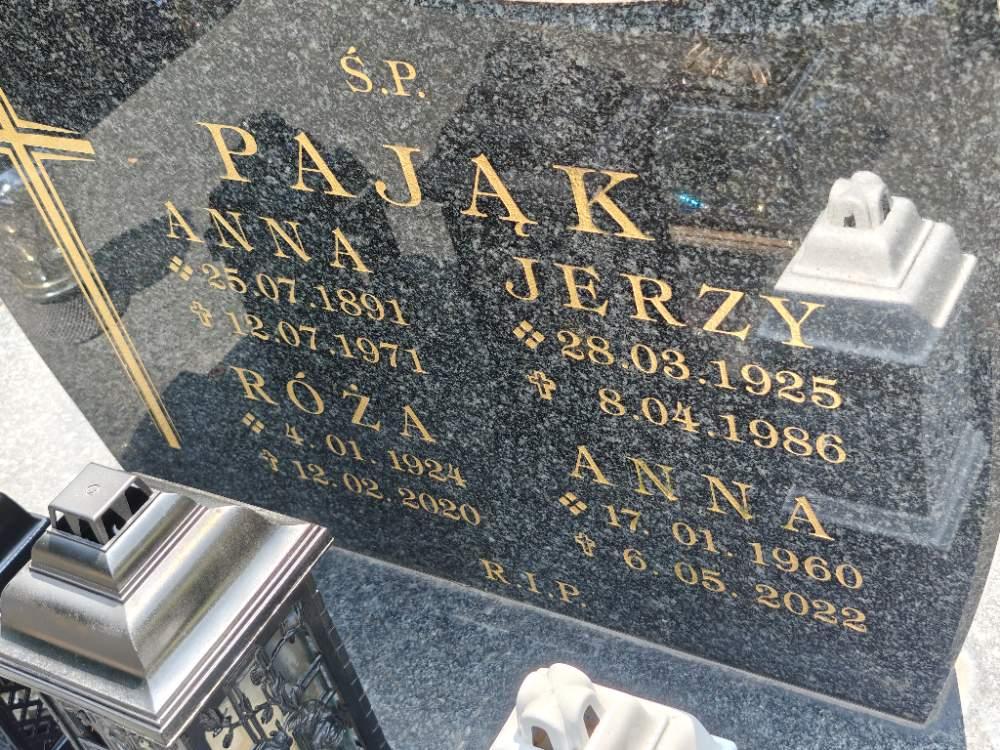 Ś.P.
PAJĄK
ANNA
25.07.1891
12.07.1971
RÓŻA
4.01.1924
12.02.2020
JERZY
28.03.1925
8.04.1986
ANNA
17.01.1960
6.05.2022
R.I.P.